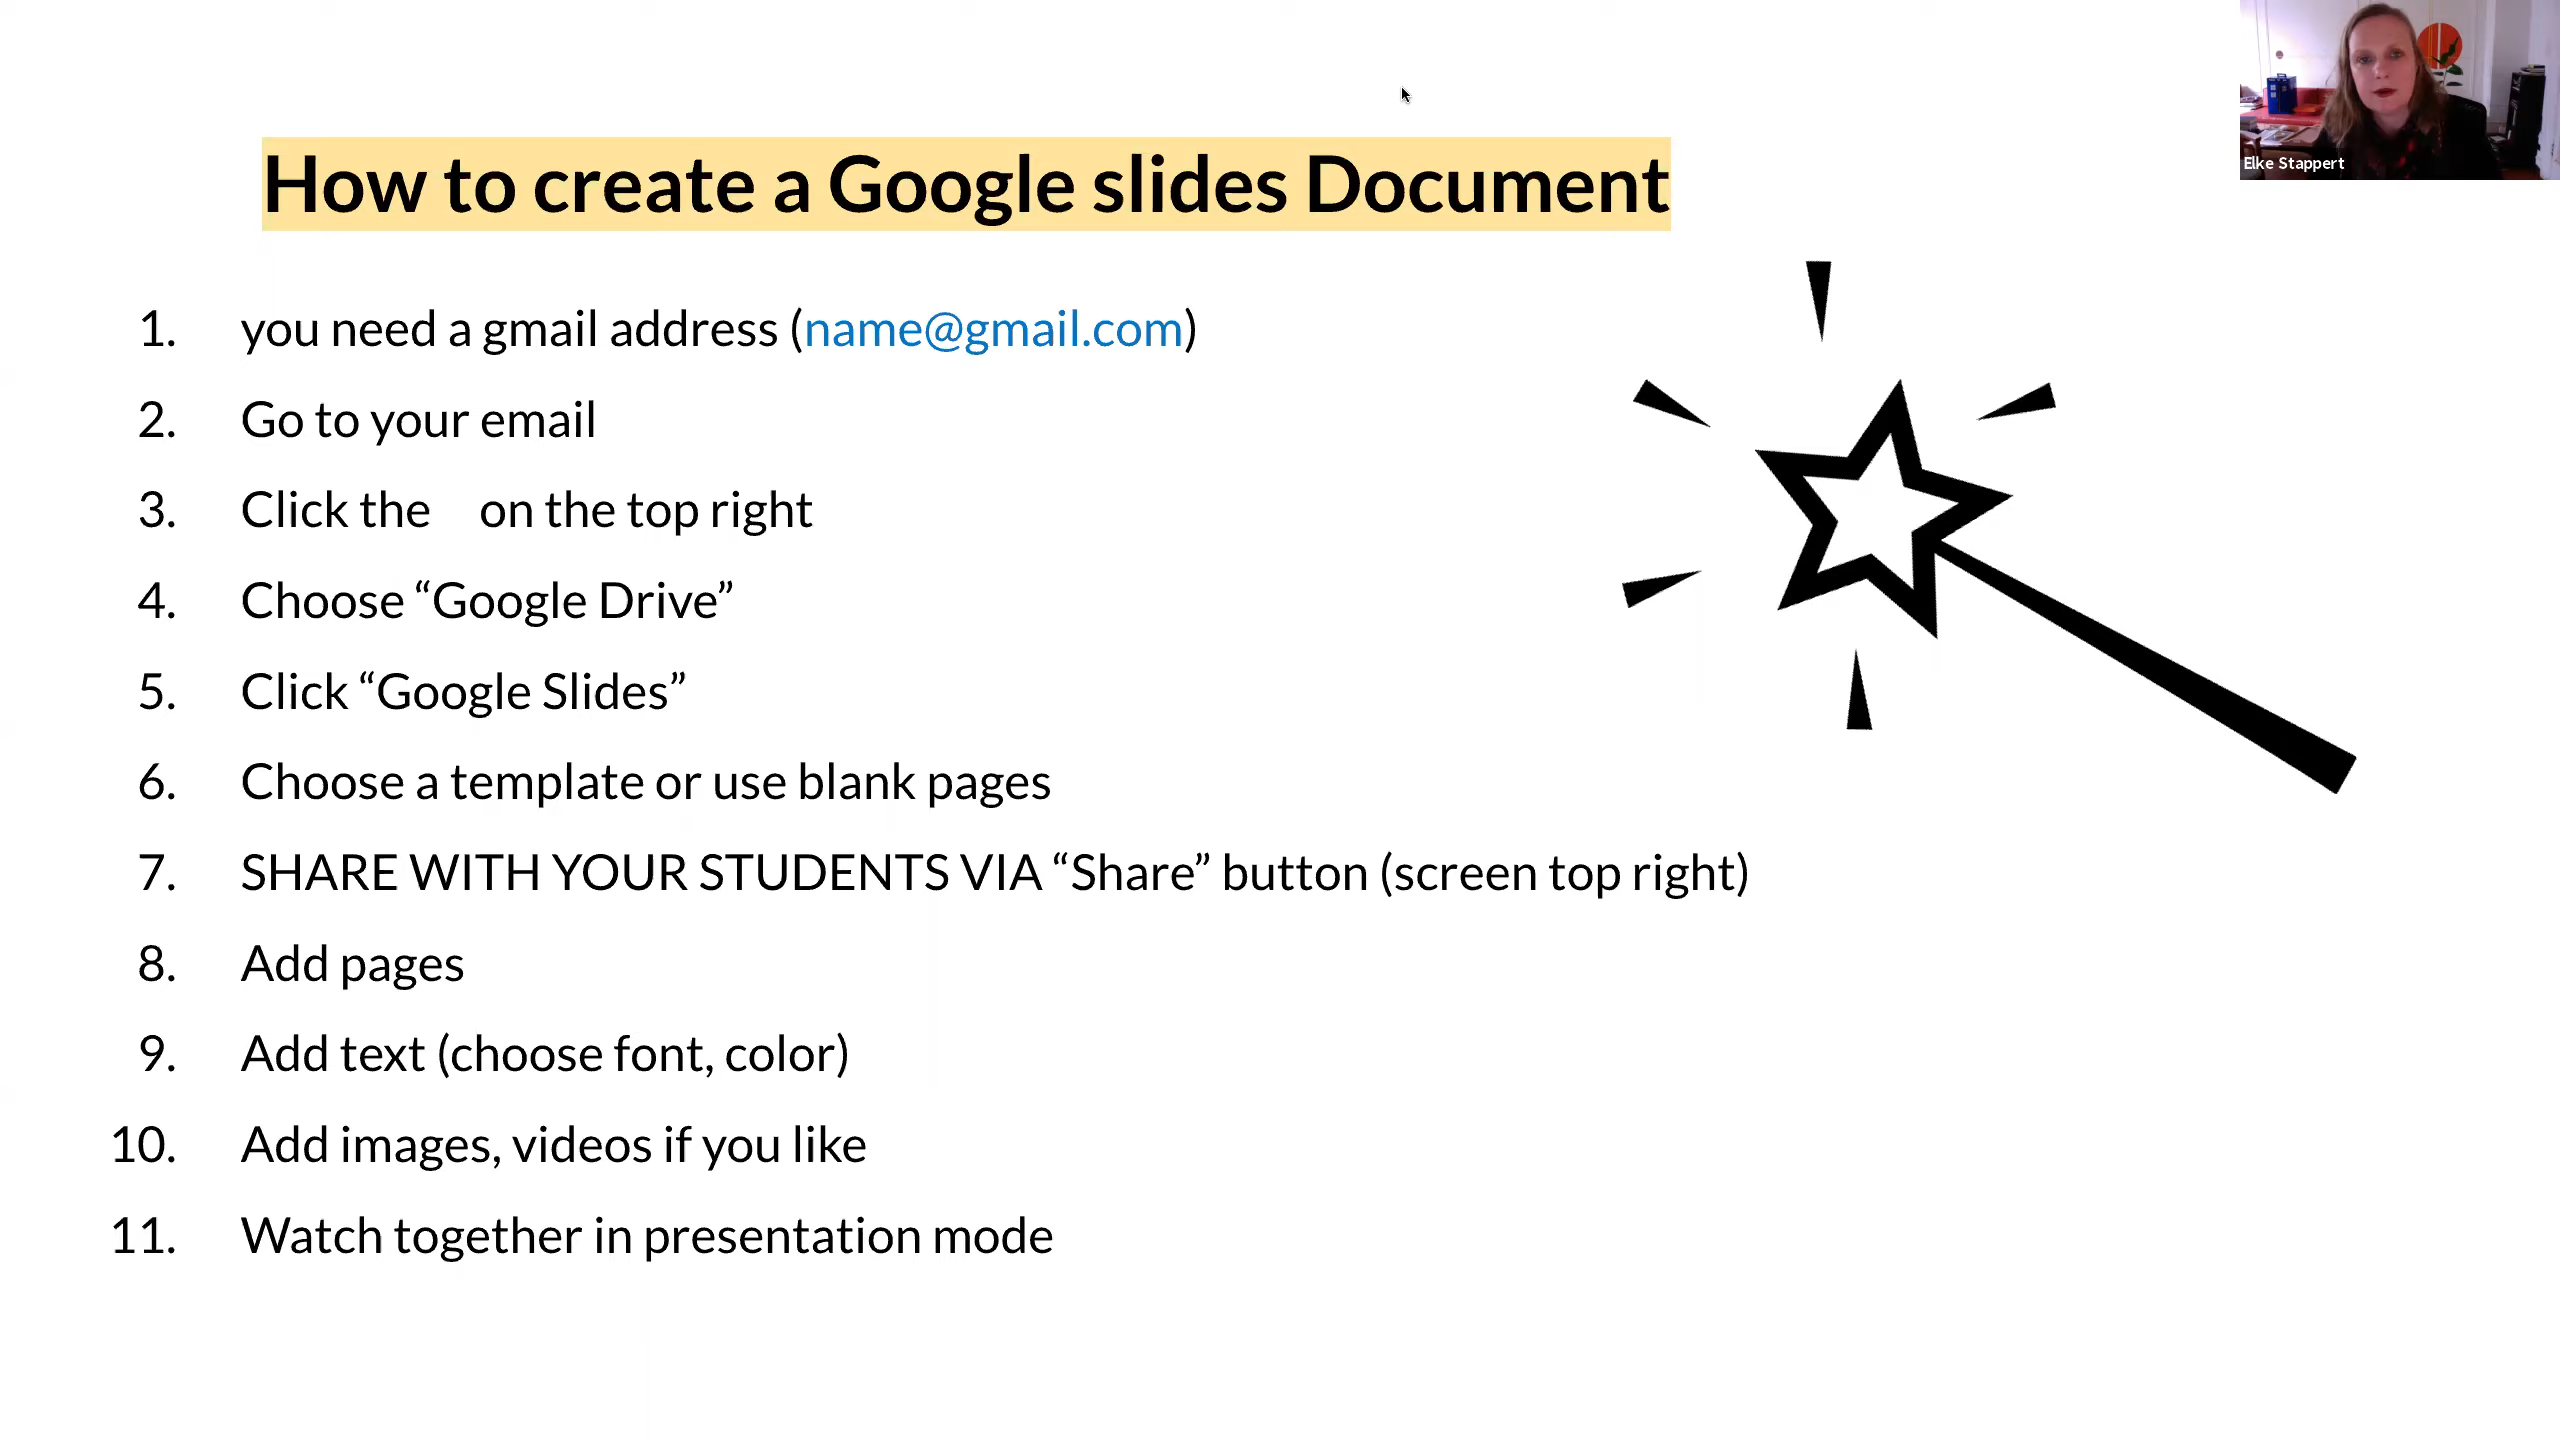 Elke Stappert
How to create a Google slides Document
1. you need a gmail address (name@gmail.com)
2. Go to your email
3. Click the on the top right
4. Choose “Google Drive”
5. Click “Google Slides”
6. Choose a template or use blank pages
7. SHARE WITH YOUR STUDENTS VIA “Share” button (screen top right)
8. Add pages
9. Add text (choose font, color)
10. Add images, videos if you like
11. Watch together in presentation mode